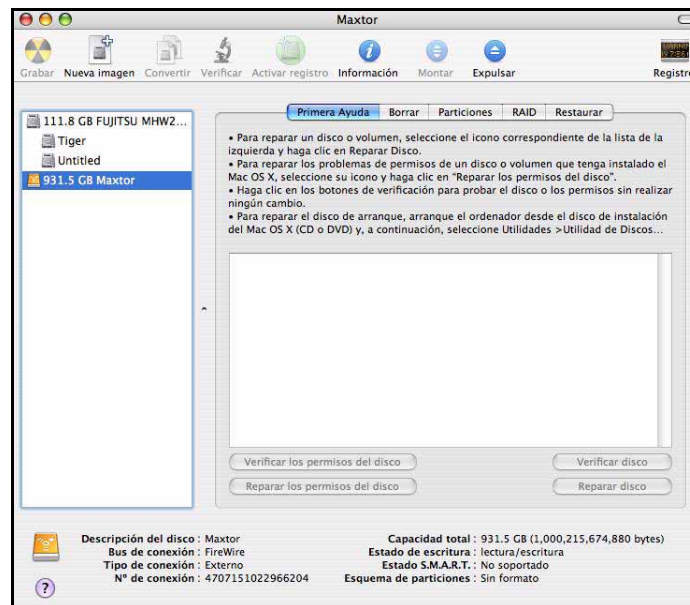 Maxtor
Grabar Nueva imagen Convertir Verificar Activar registro Información Montar Expulsar Registro
111.8 GB FUJITSU MHW2...
Tiger
Untitled
931.5 GB Maxtor
Primera Ayuda Borrar Particiones RAID Restaurar
• Para reparar un disco o volumen, seleccione el icono correspondiente de la lista de la
izquierda y haga clic en Reparar Disco.
• Para reparar los problemas de permisos de un disco o volumen que tenga instalado el
Mac OS X, seleccione su icono y haga clic en “Reparar los permisos del disco”.
• Haga clic en los botones de verificación para probar el disco o los permisos sin realizar
ningún cambio.
• Para reparar el disco de arranque, arranque el ordenador desde el disco de instalación
del Mac OS X (CD o DVD) y, a continuación, seleccione Utilidades >Utilidad de Discos...
Verificar los permisos del disco Verificar disco
Reparar los permisos del disco Reparar disco
Descripción del disco : Maxtor
Bus de conexión : FireWire
Tipo de conexión : Externo
Nº de conexión : 4707151022966204
Capacidad total : 931.5 GB (1,000,215,674,880 bytes)
Estado de escritura : lectura/escritura
Estado S.M.A.R.T. : No soportado
Esquema de particiones : Sin formato